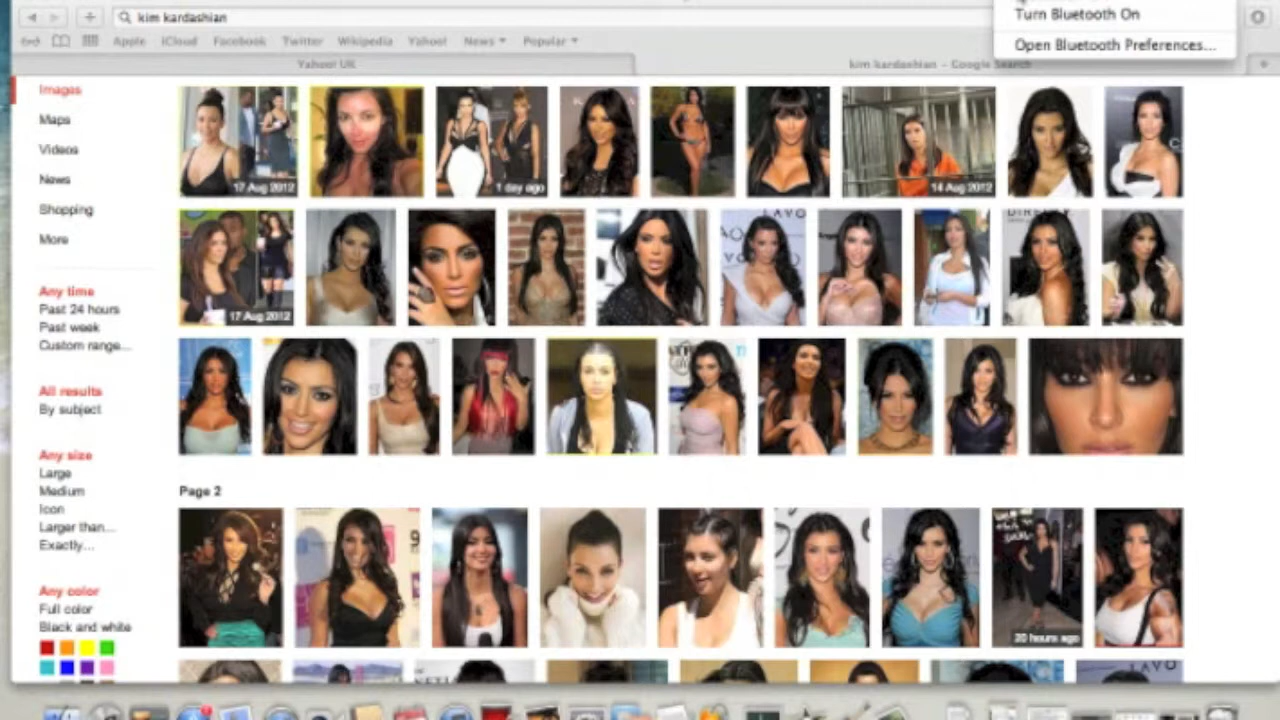 kim kardashian
Turn Bluetooth On
Open Bluetooth Preferences...
Apple iCloud Facebook Twitter Wikipedia Yahoo! News Popular
Yahoo! UK
kim kardashian – Google Search
Images
Maps
Videos
News
Shopping
More
Any time
Past 24 hours
Past week
Custom range...
All results
By subject
Any size
Large
Medium
Icon
Larger than...
Exactly...
Any color
Full color
Black and white
17 Aug 2012
1 day ago
14 Aug 2012
17 Aug 2012
LAVO
Page 2
20 hours ago
LAVO